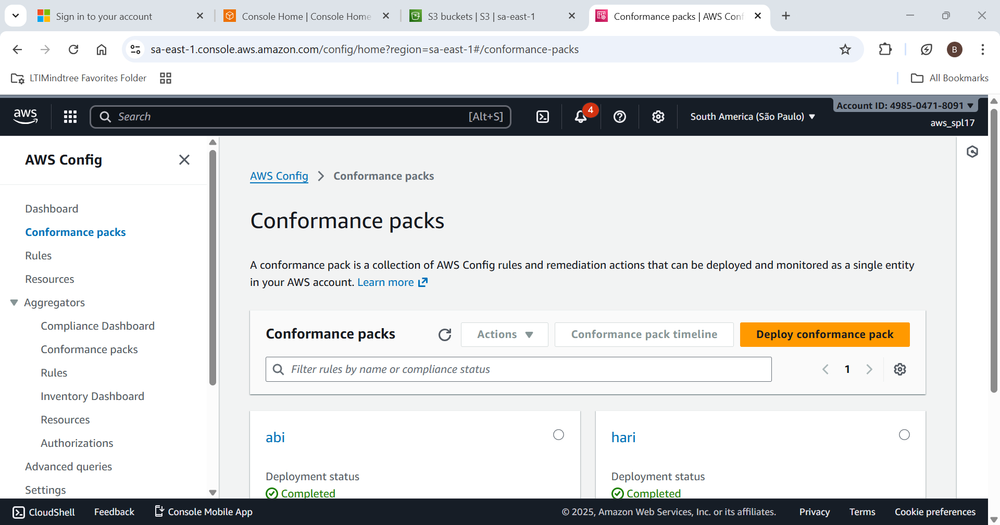 Sign in to your account
Console Home | Console Home
S3 buckets | S3 | sa-east-1
Conformance packs | AWS Conf
sa-east-1.console.aws.amazon.com/config/home?region=sa-east-1#/conformance-packs
B
LTIMindtree Favorites Folder
All Bookmarks
aws
Search
[Alt+S]
4
South America (São Paulo)
Account ID: 4985-0471-8091
aws_spl17
AWS Config
Dashboard
Conformance packs
Rules
Resources
Aggregators
Compliance Dashboard
Conformance packs
Rules
Inventory Dashboard
Resources
Authorizations
Advanced queries
Settings
AWS Config > Conformance packs
Conformance packs
A conformance pack is a collection of AWS Config rules and remediation actions that can be deployed and monitored as a single entity
in your AWS account. Learn more
Conformance packs
Actions
Conformance pack timeline
Deploy conformance pack
Filter rules by name or compliance status
1
abi
Deployment status
Completed
hari
Deployment status
Completed
CloudShell
Feedback
Console Mobile App
© 2025, Amazon Web Services, Inc. or its affiliates.
Privacy
Terms
Cookie preferences